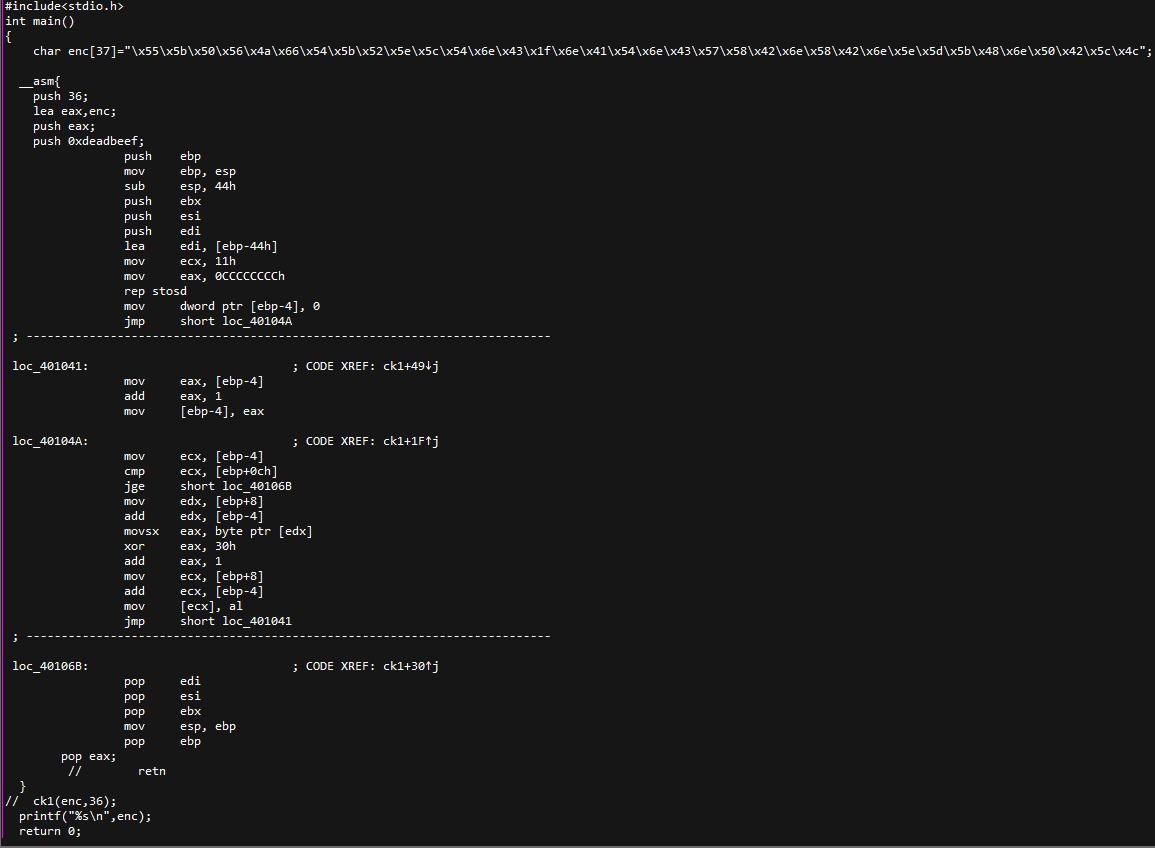 #include<stdio.h>
int main()
{
    char enc[37]="\x55\x5b\x50\x56\x4a\x66\x54\x5b\x52\x5e\x5c\x54\x6e\x43\x1f\x6e\x41\x54\x6e\x43\x57\x58\x42\x6e\x58\x42\x6e\x5e\x5d\x5b\x48\x6e\x50\x42\x5c\x4c";
  __asm{
    push 36;
    lea eax,enc;
    push eax;
    push 0xdeadbeef;
                 push    ebp
                 mov     ebp, esp
                 sub     esp, 44h
                 push    ebx
                 push    esi
                 push    edi
                 lea     edi, [ebp-44h]
                 mov     ecx, 11h
                 mov     eax, 0CCCCCCCCh
                 rep stosd
                 mov     dword ptr [ebp-4], 0
                 jmp     short loc_40104A
 ; ---------------------------------------------------------------------------
 loc_401041:                             ; CODE XREF: ck1+49↓j
                 mov     eax, [ebp-4]
                 add     eax, 1
                 mov     [ebp-4], eax
 loc_40104A:                             ; CODE XREF: ck1+1F↑j
                 mov     ecx, [ebp-4]
                 cmp     ecx, [ebp+0ch]
                 jge     short loc_40106B
                 mov     edx, [ebp+8]
                 add     edx, [ebp-4]
                 movsx   eax, byte ptr [edx]
                 xor     eax, 30h
                 add     eax, 1
                 mov     ecx, [ebp+8]
                 add     ecx, [ebp-4]
                 mov     [ecx], al
                 jmp     short loc_401041
 ; ---------------------------------------------------------------------------
 loc_40106B:                             ; CODE XREF: ck1+30↑j
                 pop     edi
                 pop     esi
                 pop     ebx
                 mov     esp, ebp
                 pop     ebp
        pop eax;
         //        retn
  }
//  ck1(enc,36);
  printf("%s\n",enc);
  return 0;